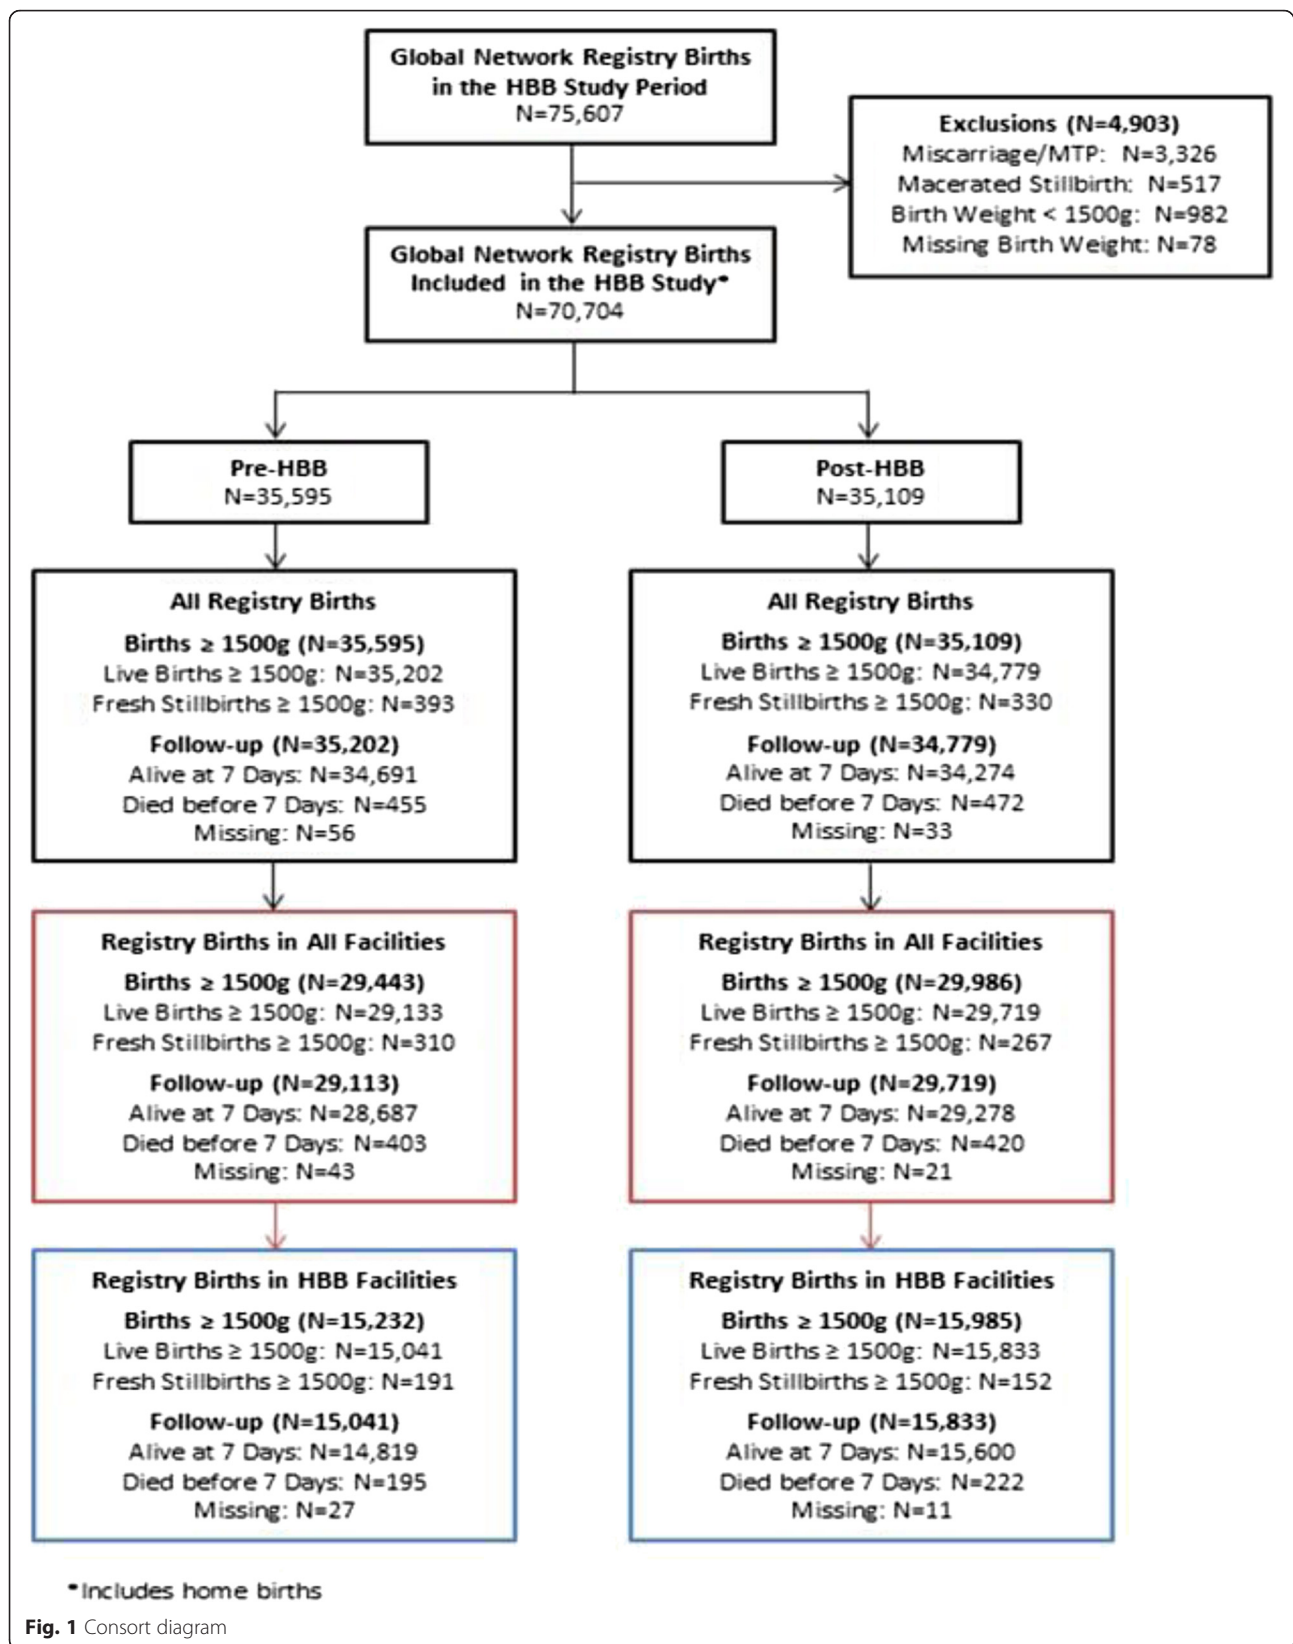 Global Network Registry Births
in the HBB Study Period
N=75,607
Exclusions (N=4,903)
Miscarriage/MTP: N=3,326
Macerated Stillbirth: N=517
Birth Weight < 1500g: N=982
Missing Birth Weight: N=78
Global Network Registry Births
Included in the HBB Study*
N=70,704
Pre-HBB
N=35,595
Post-HBB
N=35,109
All Registry Births
Births ≥ 1500g (N=35,595)
Live Births ≥ 1500g: N=35,202
Fresh Stillbirths ≥ 1500g: N=393
Follow-up (N=35,202)
Alive at 7 Days: N=34,691
Died before 7 Days: N=455
Missing: N=56
All Registry Births
Births ≥ 1500g (N=35,109)
Live Births ≥ 1500g: N=34,779
Fresh Stillbirths ≥ 1500g: N=330
Follow-up (N=34,779)
Alive at 7 Days: N=34,274
Died before 7 Days: N=472
Missing: N=33
Registry Births in All Facilities
Births ≥ 1500g (N=29,443)
Live Births ≥ 1500g: N=29,133
Fresh Stillbirths ≥ 1500g: N=310
Follow-up (N=29,113)
Alive at 7 Days: N=28,687
Died before 7 Days: N=403
Missing: N=43
Registry Births in All Facilities
Births ≥ 1500g (N=29,986)
Live Births ≥ 1500g: N=29,719
Fresh Stillbirths ≥ 1500g: N=267
Follow-up (N=29,719)
Alive at 7 Days: N=29,278
Died before 7 Days: N=420
Missing: N=21
Registry Births in HBB Facilities
Births ≥ 1500g (N=15,232)
Live Births ≥ 1500g: N=15,041
Fresh Stillbirths ≥ 1500g: N=191
Follow-up (N=15,041)
Alive at 7 Days: N=14,819
Died before 7 Days: N=195
Missing: N=27
Registry Births in HBB Facilities
Births ≥ 1500g (N=15,985)
Live Births ≥ 1500g: N=15,833
Fresh Stillbirths ≥ 1500g: N=152
Follow-up (N=15,833)
Alive at 7 Days: N=15,600
Died before 7 Days: N=222
Missing: N=11
*Includes home births
Fig. 1 Consort diagram